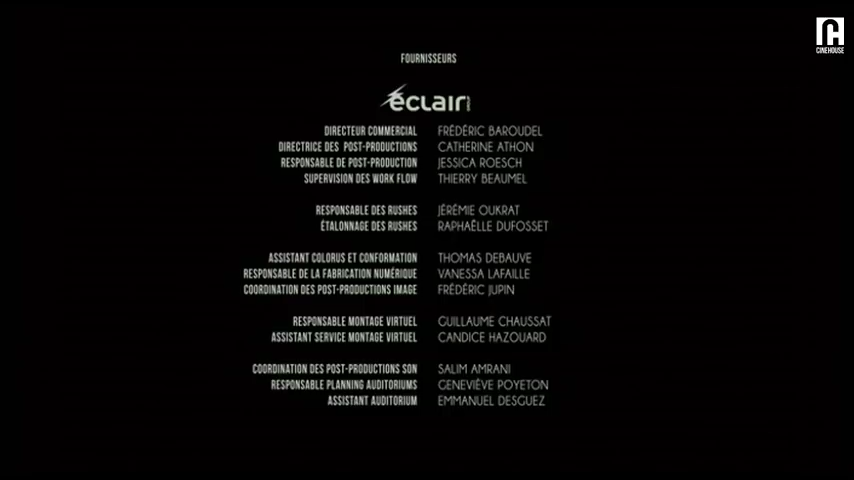 CINEHOUSE
FOURNISSEURS
éclair
DIRECTEUR COMMERCIAL FRÉDÉRIC BAROUDEL
DIRECTRICE DES POST-PRODUCTIONS CATHERINE ATHON
RESPONSABLE DE POST-PRODUCTION JESSICA ROESCH
SUPERVISION DES WORK FLOW THIERRY BEAUMEL
RESPONSABLE DES RUSHES JÉRÉMIE OUKRAT
ÉTALONNAGE DES RUSHES RAPHAËLLE DUFOSSET
ASSISTANT COLORUS ET CONFORMATION THOMAS DEBAUVE
RESPONSABLE DE LA FABRICATION NUMÉRIQUE VANESSA LAFAILLE
COORDINATION DES POST-PRODUCTIONS IMAGE FRÉDÉRIC JUPIN
RESPONSABLE MONTAGE VIRTUEL GUILLAUME CHAUSSAT
ASSISTANT SERVICE MONTAGE VIRTUEL CANDICE HAZOUARD
COORDINATION DES POST-PRODUCTIONS SON SALIM AMRANI
RESPONSABLE PLANNING AUDITORIUMS GENEVIÈVE POYETON
ASSISTANT AUDITORIUM EMMANUEL DESGUEZ